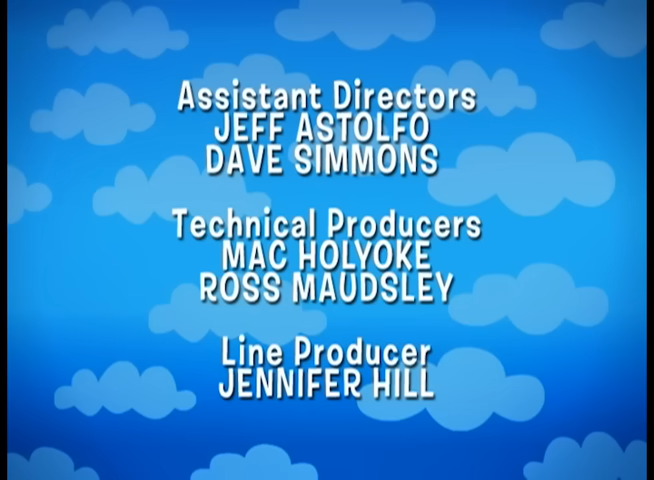 Assistant Directors
JEFF ASTOLFO
DAVE SIMMONS
Technical Producers
MAC HOLYOKE
ROSS MAUDSLEY
Line Producer
JENNIFER HILL